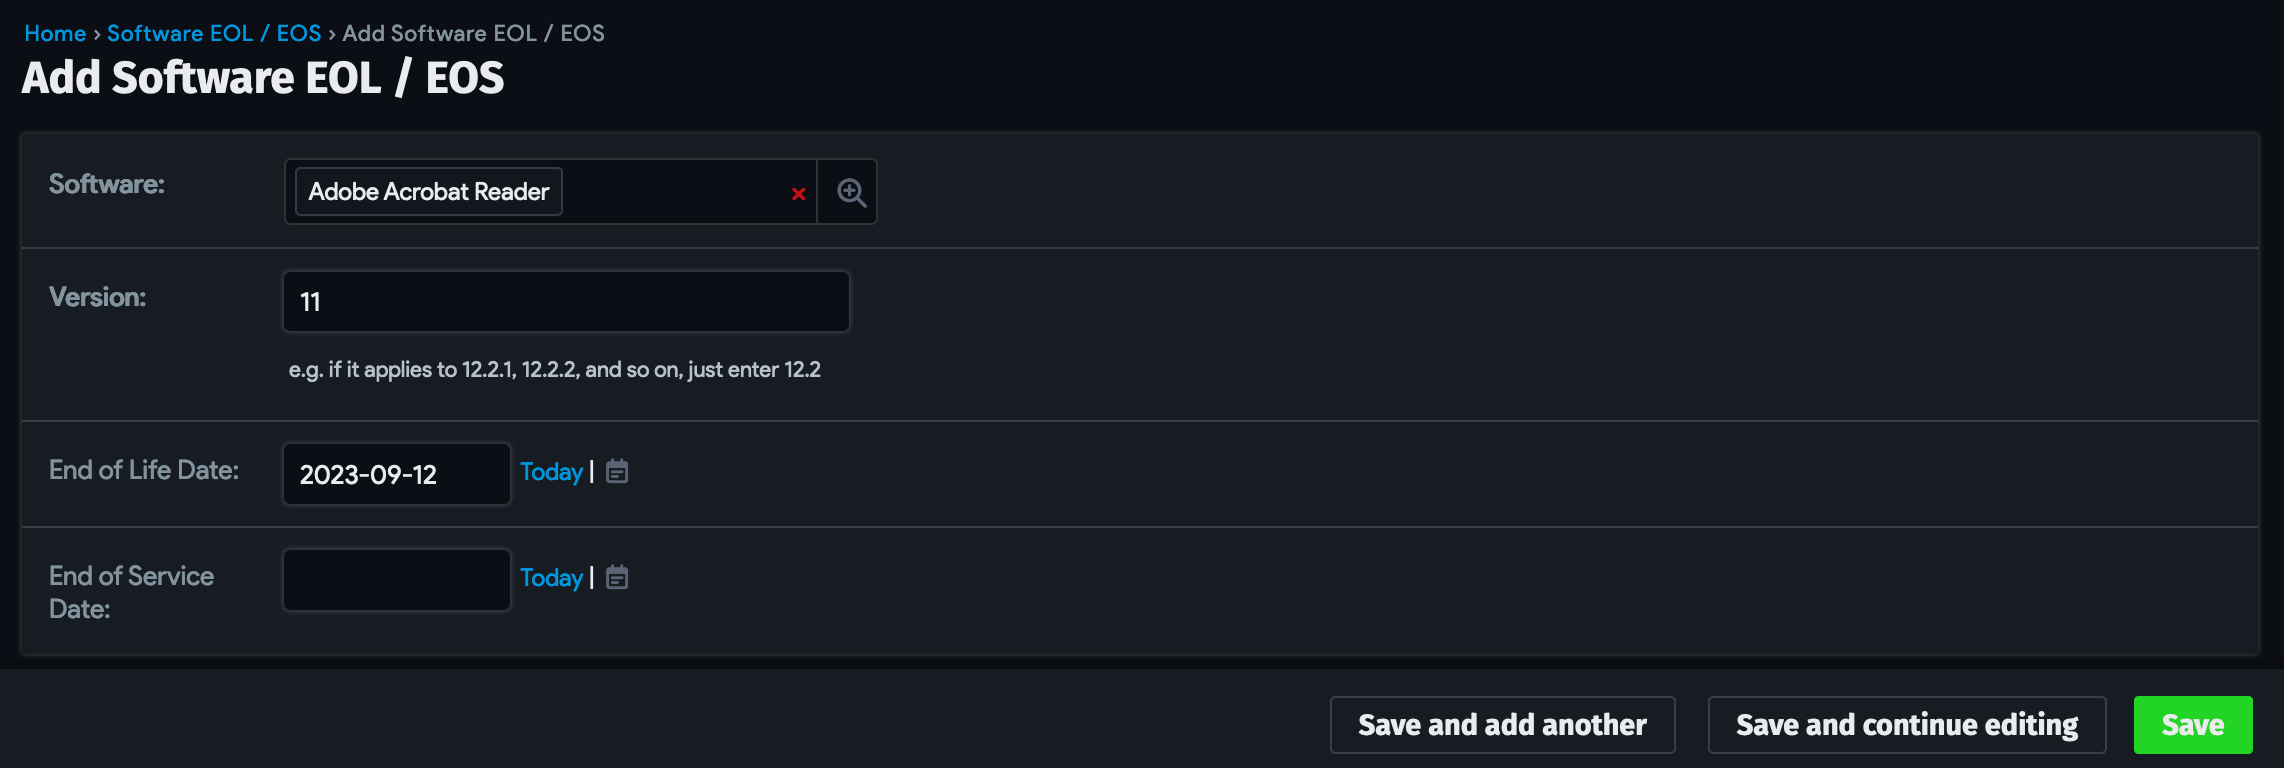 Home › Software EOL / EOS › Add Software EOL / EOS
Add Software EOL / EOS
Software:
Adobe Acrobat Reader
Version:
11
e.g. if it applies to 12.2.1, 12.2.2, and so on, just enter 12.2
End of Life Date:
2023-09-12
Today |
End of Service
Date:
Today |
Save and add another
Save and continue editing
Save